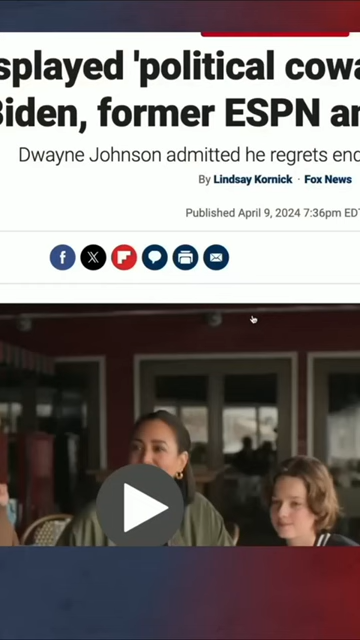 splayed 'political cowa
Biden, former ESPN an
Dwayne Johnson admitted he regrets end
By Lindsay Kornick · Fox News
Published April 9, 2024 7:36pm EDT